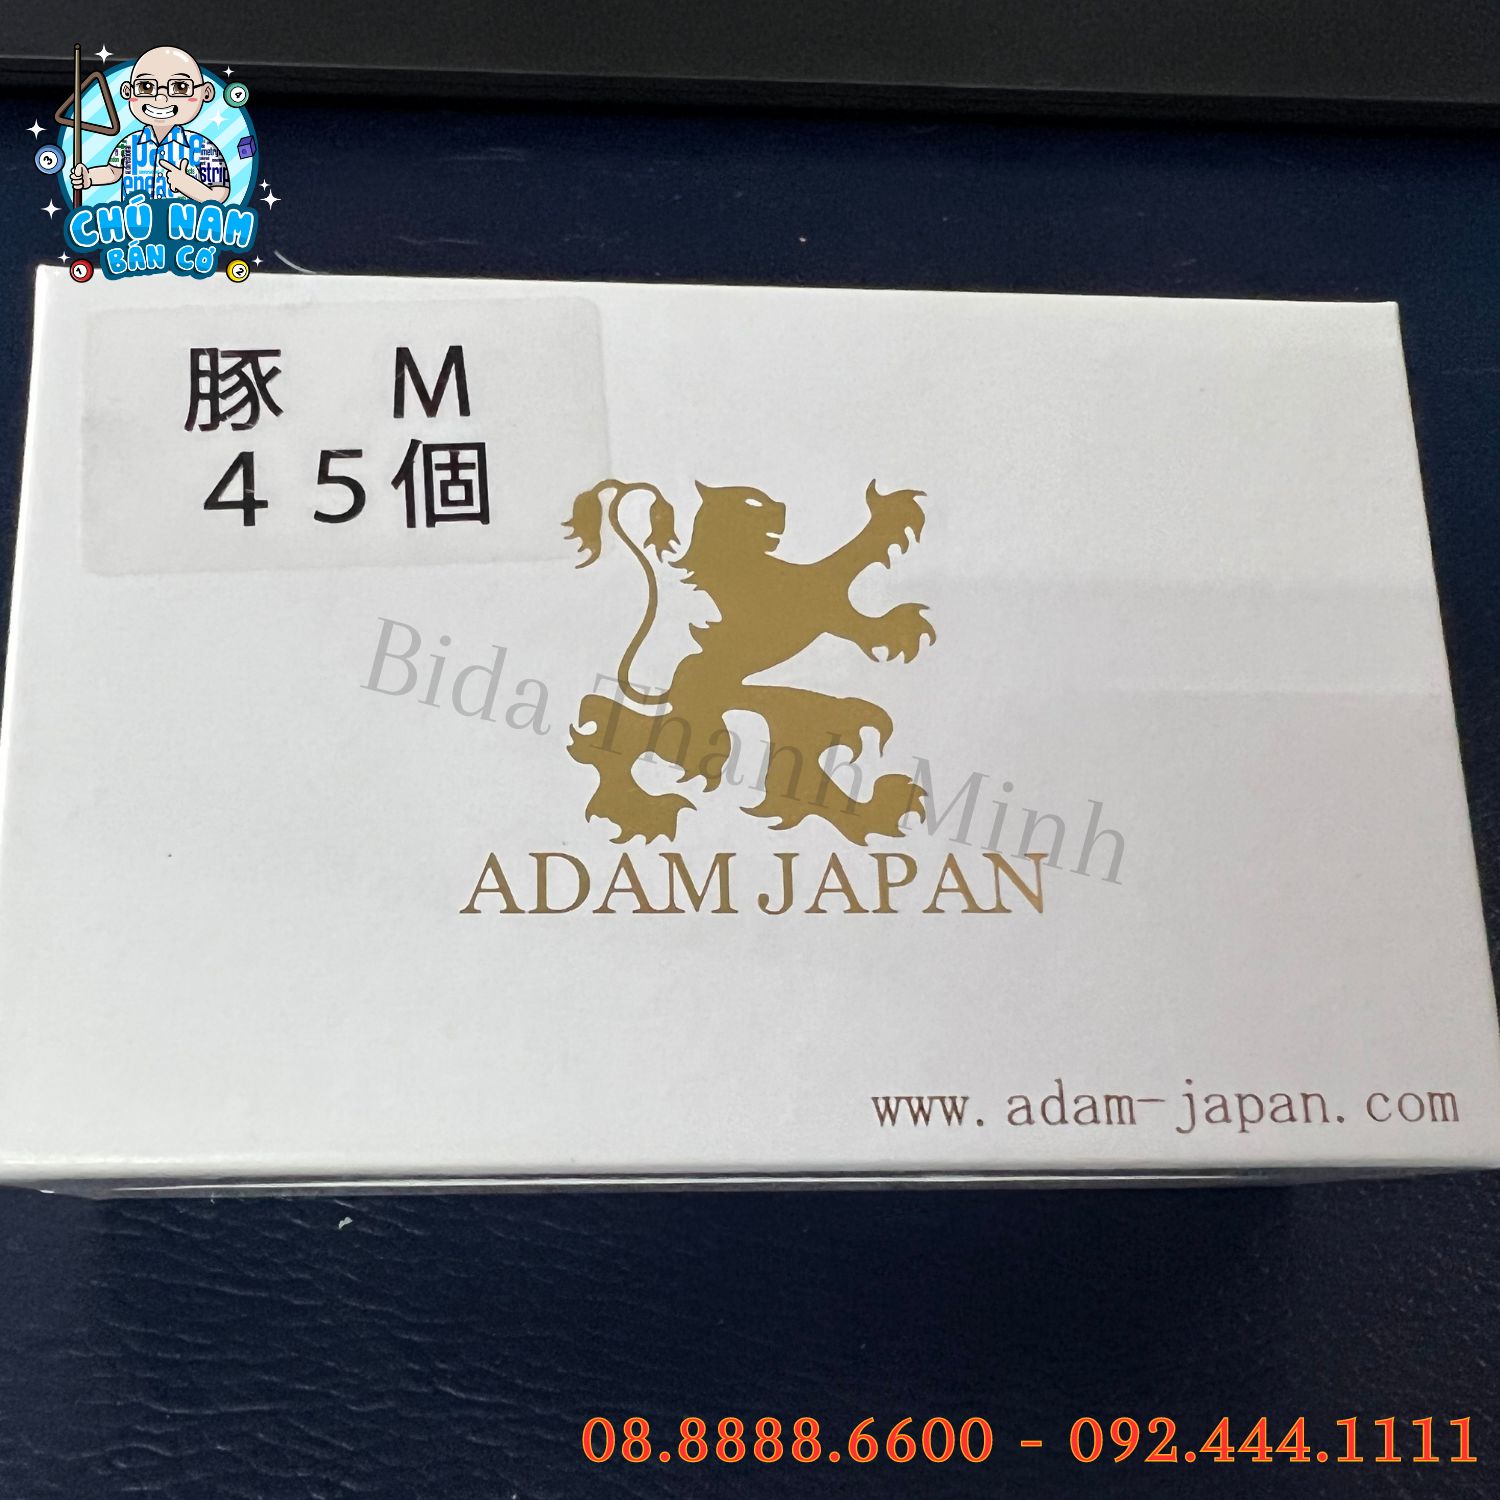 CHÚ NAM
BÁN CƠ
豚 M
45個
Bida Thanh Minh
ADAM JAPAN
www.adam-japan.com
08.8888.6600 - 092.444.1111